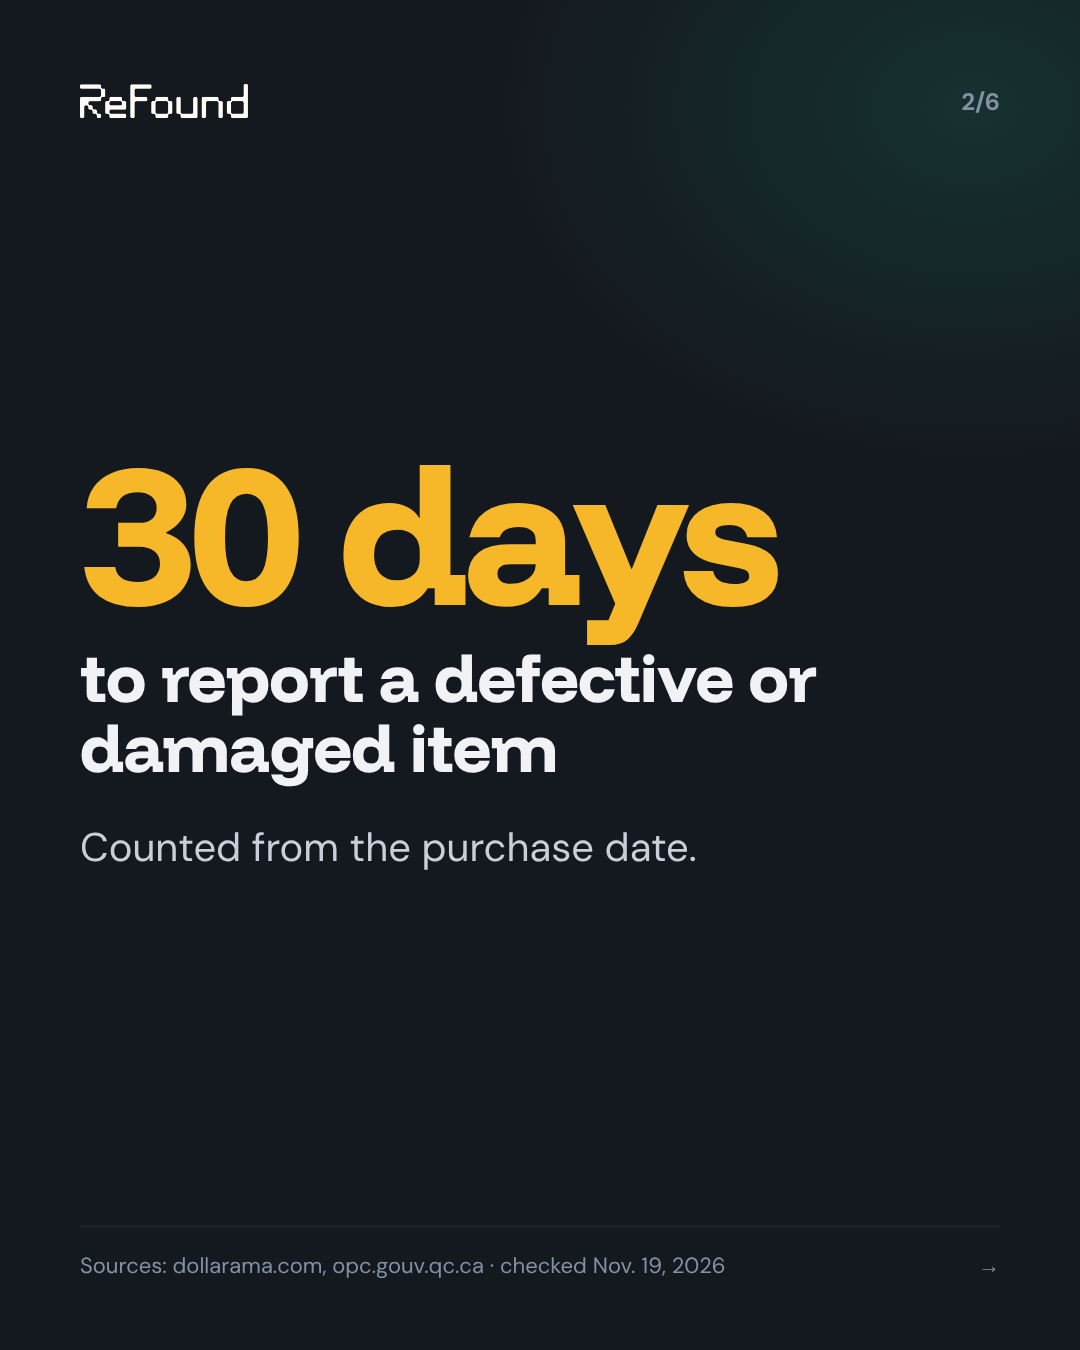 ReFound
2/6
30 days
to report a defective or
damaged item
Counted from the purchase date.
Sources: dollarama.com, opc.gouv.qc.ca · checked Nov. 19, 2026 →